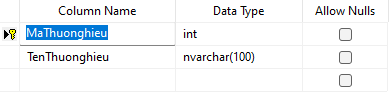 Column Name Data Type Allow Nulls
MaThuonghieu int
TenThuonghieu nvarchar(100)